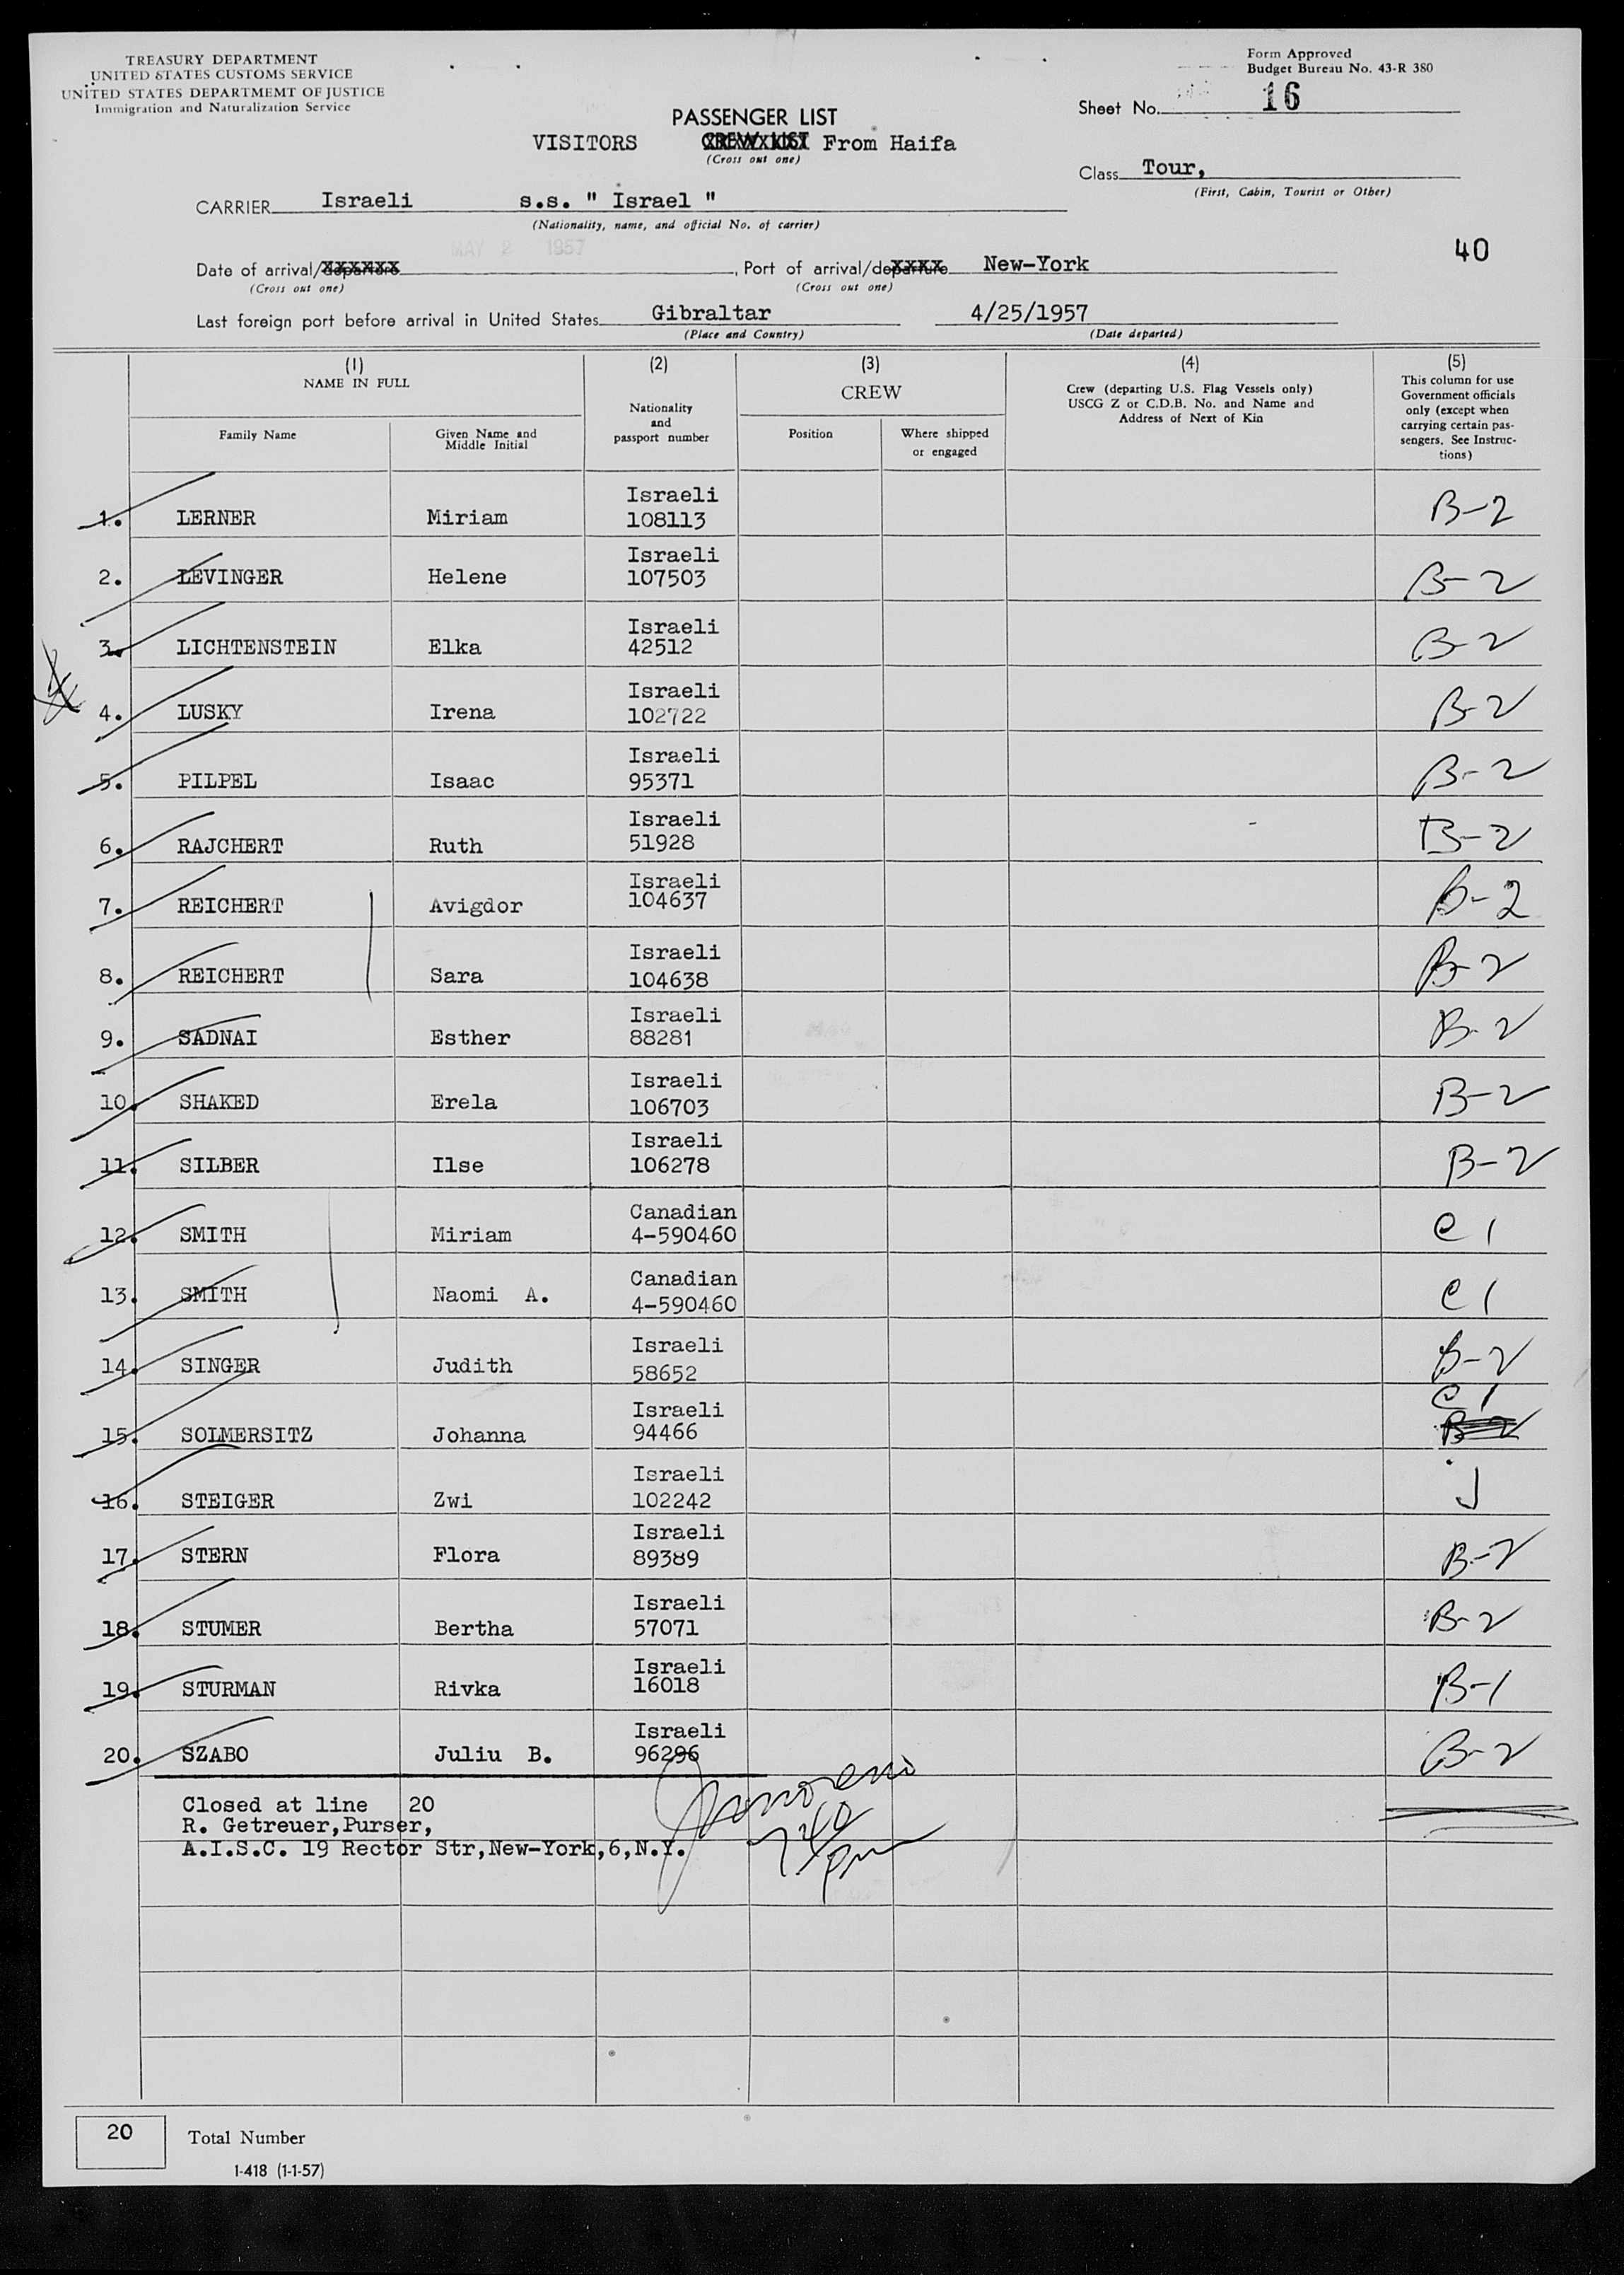 TREASURY DEPARTMENT
UNITED STATES CUSTOMS SERVICE
UNITED STATES DEPARTMEMT OF JUSTICE
Immigration and Naturalization Service
Form Approved
Budget Bureau No. 43-R 380
Sheet No. 16
PASSENGER LIST
VISITORS CREW LIST From Haifa
(Cross out one)
Class Tour,
(First, Cabin, Tourist or Other)
CARRIER Israeli s.s. " Israel "
(Nationality, name, and official No. of carrier)
MAY 2 1957
40
Date of arrival/departure, Port of arrival/departure New-York
(Cross out one) (Cross out one)
Last foreign port before arrival in United States Gibraltar 4/25/1957
(Place and Country) (Date departed)
(1) NAME IN FULL
Family Name
Given Name and Middle Initial
(2)
Nationality and passport number
(3)
CREW
Position
Where shipped or engaged
(4)
Crew (departing U.S. Flag Vessels only)
USCG Z or C.D.B. No. and Name and
Address of Next of Kin
(5)
This column for use
Government officials
only (except when
carrying certain pas-
sengers. See Instruc-
tions)
1. LERNER Miriam Israeli 108113 B-2
2. LEVINGER Helene Israeli 107503 B-2
3. LICHTENSTEIN Elka Israeli 42512 B-2
4. LUSKY Irena Israeli 102722 B-2
5. PILPEL Isaac Israeli 95371 B-2
6. RAJCHERT Ruth Israeli 51928 B-2
7. REICHERT Avigdor Israeli 104637 B-2
8. REICHERT Sara Israeli 104638 B-2
9. SADNAI Esther Israeli 88281 B-2
10. SHAKED Erela Israeli 106703 B-2
11. SILBER Ilse Israeli 106278 B-2
12. SMITH Miriam Canadian 4-590460 C 1
13. SMITH Naomi A. Canadian 4-590460 C 1
14. SINGER Judith Israeli 58652 B-2
15. SOLMERSITZ Johanna Israeli 94466 C 1 B-2
16. STEIGER Zwi Israeli 102242 J
17. STERN Flora Israeli 89389 B-2
18. STUMER Bertha Israeli 57071 B-2
19. STURMAN Rivka Israeli 16018 B-1
20. SZABO Juliu B. Israeli 96296 B-2
Closed at line 20
R. Getreuer,Purser,
A.I.S.C. 19 Rector Str,New-York,6,N.Y.
740
pm
20 Total Number
I-418 (1-1-57)